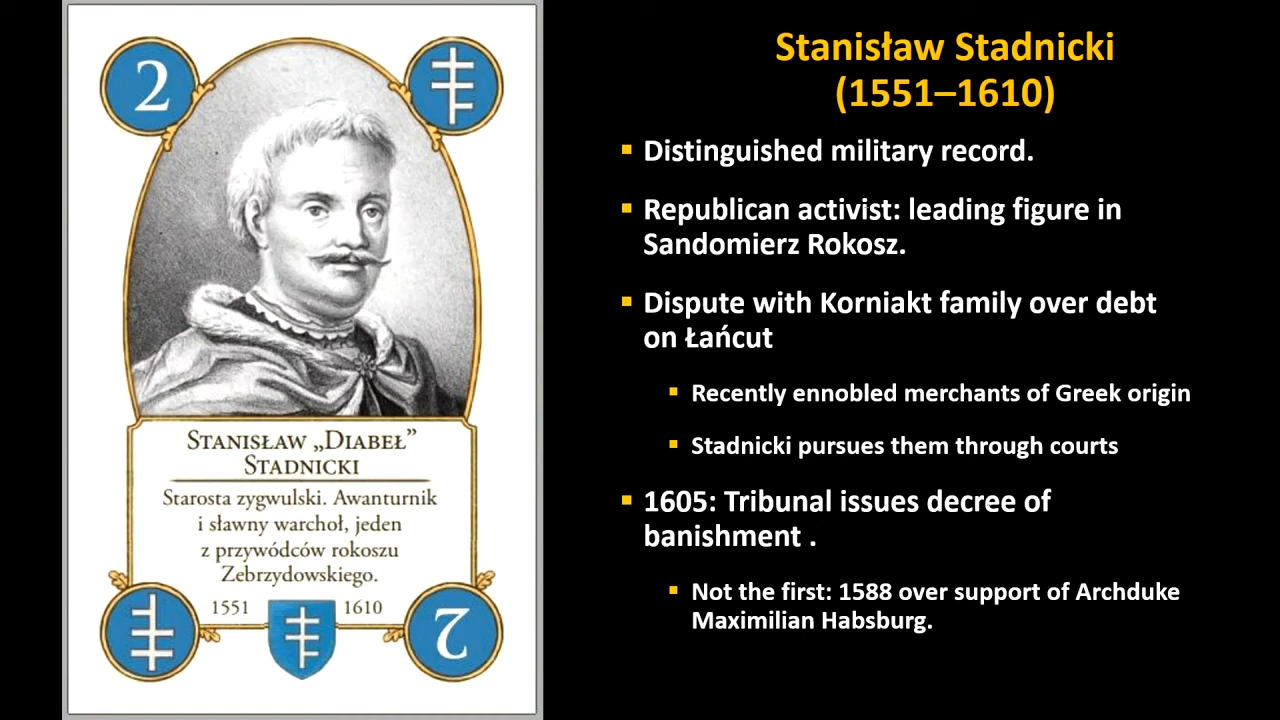 2
STANISŁAW „DIABEŁ”
STADNICKI
Starosta zygwulski. Awanturnik
i sławny warchoł, jeden
z przywódców rokoszu
Zebrzydowskiego.
1551 1610
2
Stanisław Stadnicki
(1551–1610)
Distinguished military record.
Republican activist: leading figure in
Sandomierz Rokosz.
Dispute with Korniakt family over debt
on Łańcut
Recently ennobled merchants of Greek origin
Stadnicki pursues them through courts
1605: Tribunal issues decree of
banishment .
Not the first: 1588 over support of Archduke
Maximilian Habsburg.